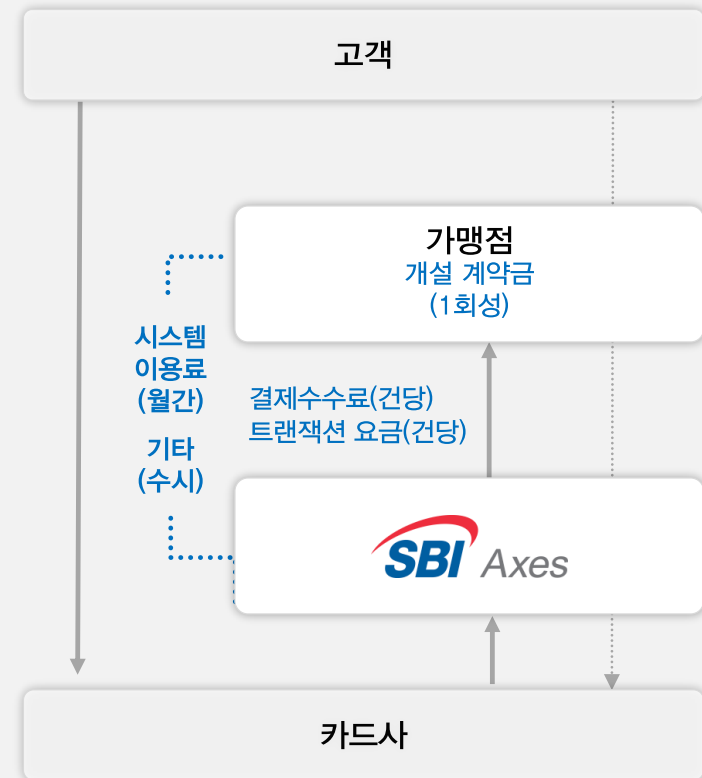 고객
가맹점
개설 계약금
(1회성)
시스템
이용료
(월간)
결제수수료(건당)
트랜잭션 요금(건당)
기타
(수시)
SBI Axes
카드사